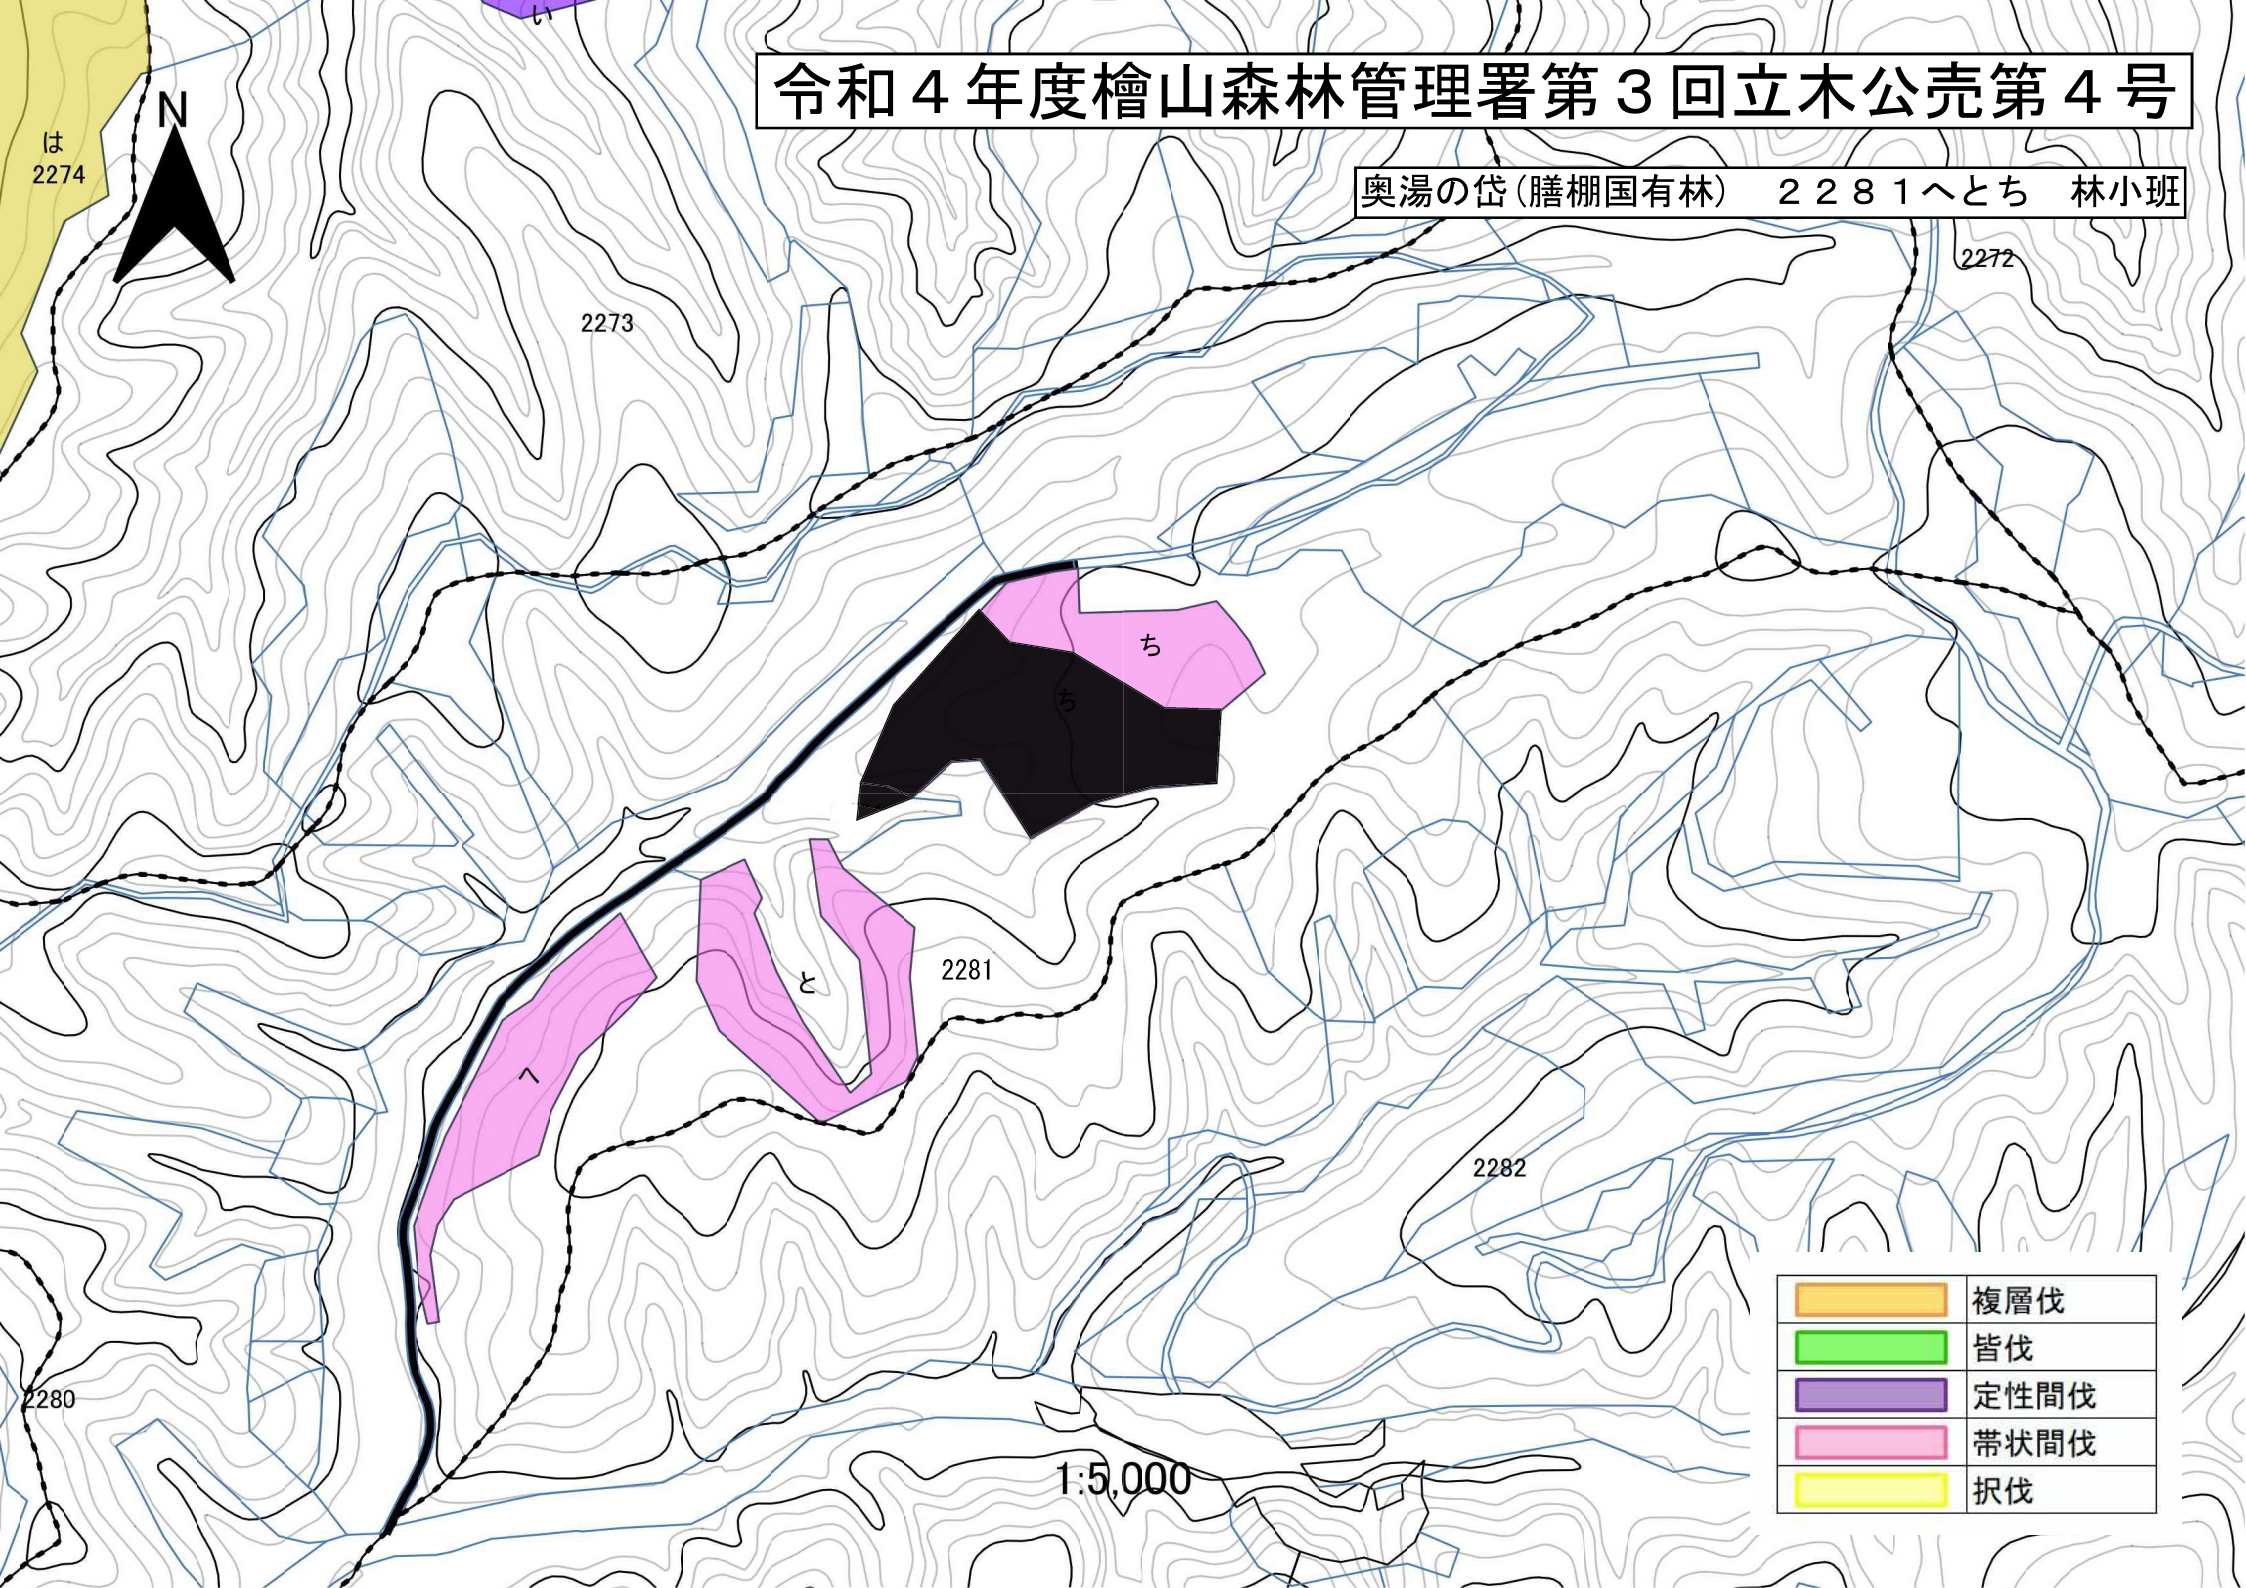 い
令和４年度檜山森林管理署第３回立木公売第４号
N
は
2274
奥湯の岱(膳棚国有林)　２２８１へとち　林小班
2272
2273
ち
ち
と
2281
へ
2282
複層伐
皆伐
定性間伐
帯状間伐
択伐
2280
1:5,000